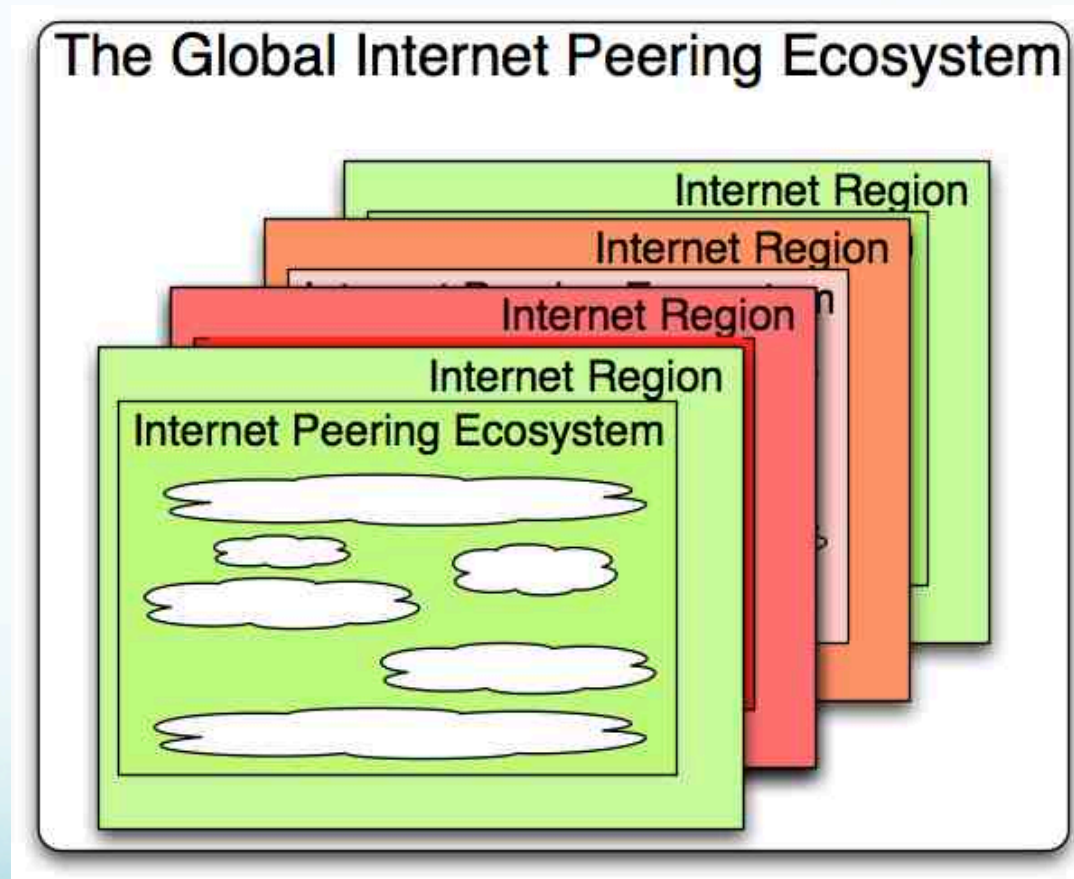 The Global Internet Peering Ecosystem
Internet Region
Internet Region
Internet Region
Internet Region
Internet Peering Ecosystem